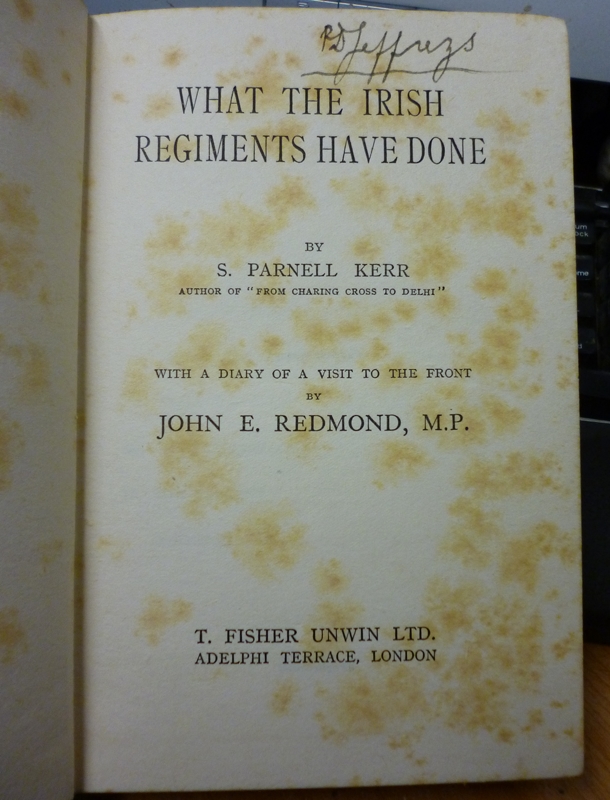 PD Jeffreys
WHAT THE IRISH
REGIMENTS HAVE DONE
BY
S. PARNELL KERR
AUTHOR OF "FROM CHARING CROSS TO DELHI"
WITH A DIARY OF A VISIT TO THE FRONT
BY
JOHN E. REDMOND, M.P.
T. FISHER UNWIN LTD.
ADELPHI TERRACE, LONDON